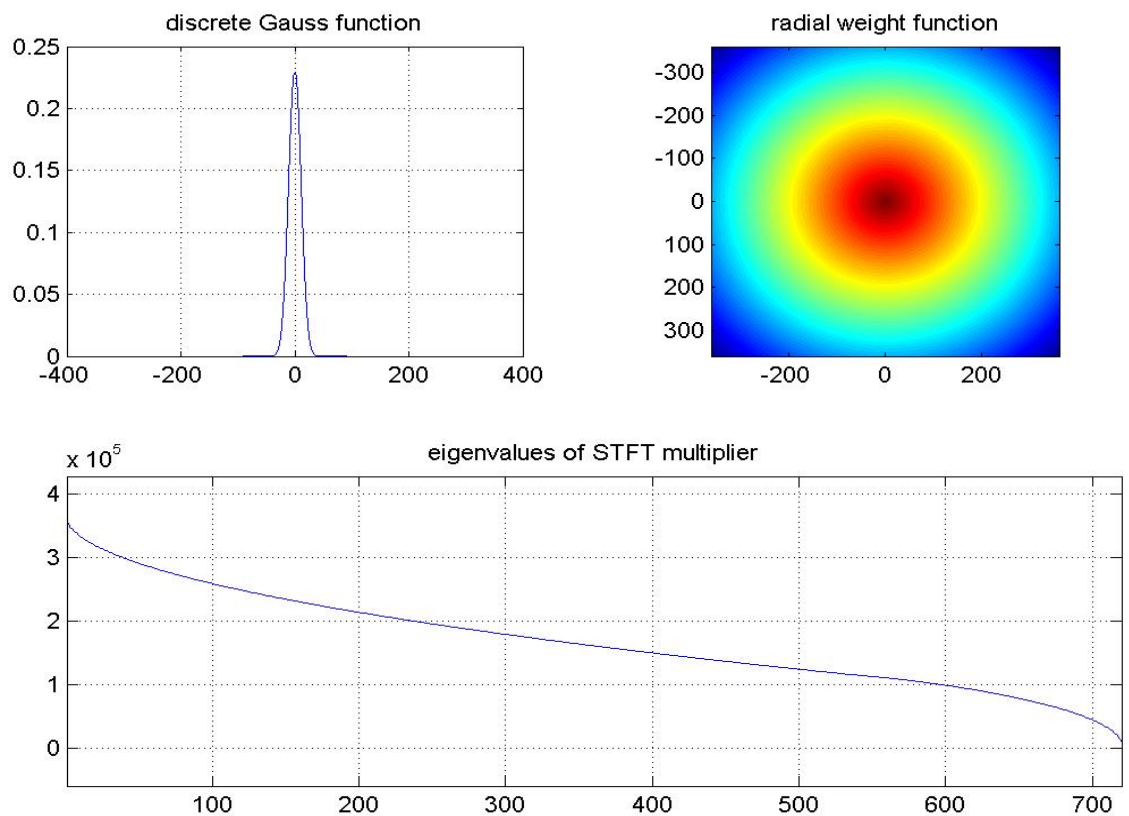 discrete Gauss function
0.25
0.2
0.15
0.1
0.05
0
-400 -200 0 200 400
radial weight function
-300
-200
-100
0
100
200
300
-200 0 200
eigenvalues of STFT multiplier
x 10^5
4
3
2
1
0
100 200 300 400 500 600 700